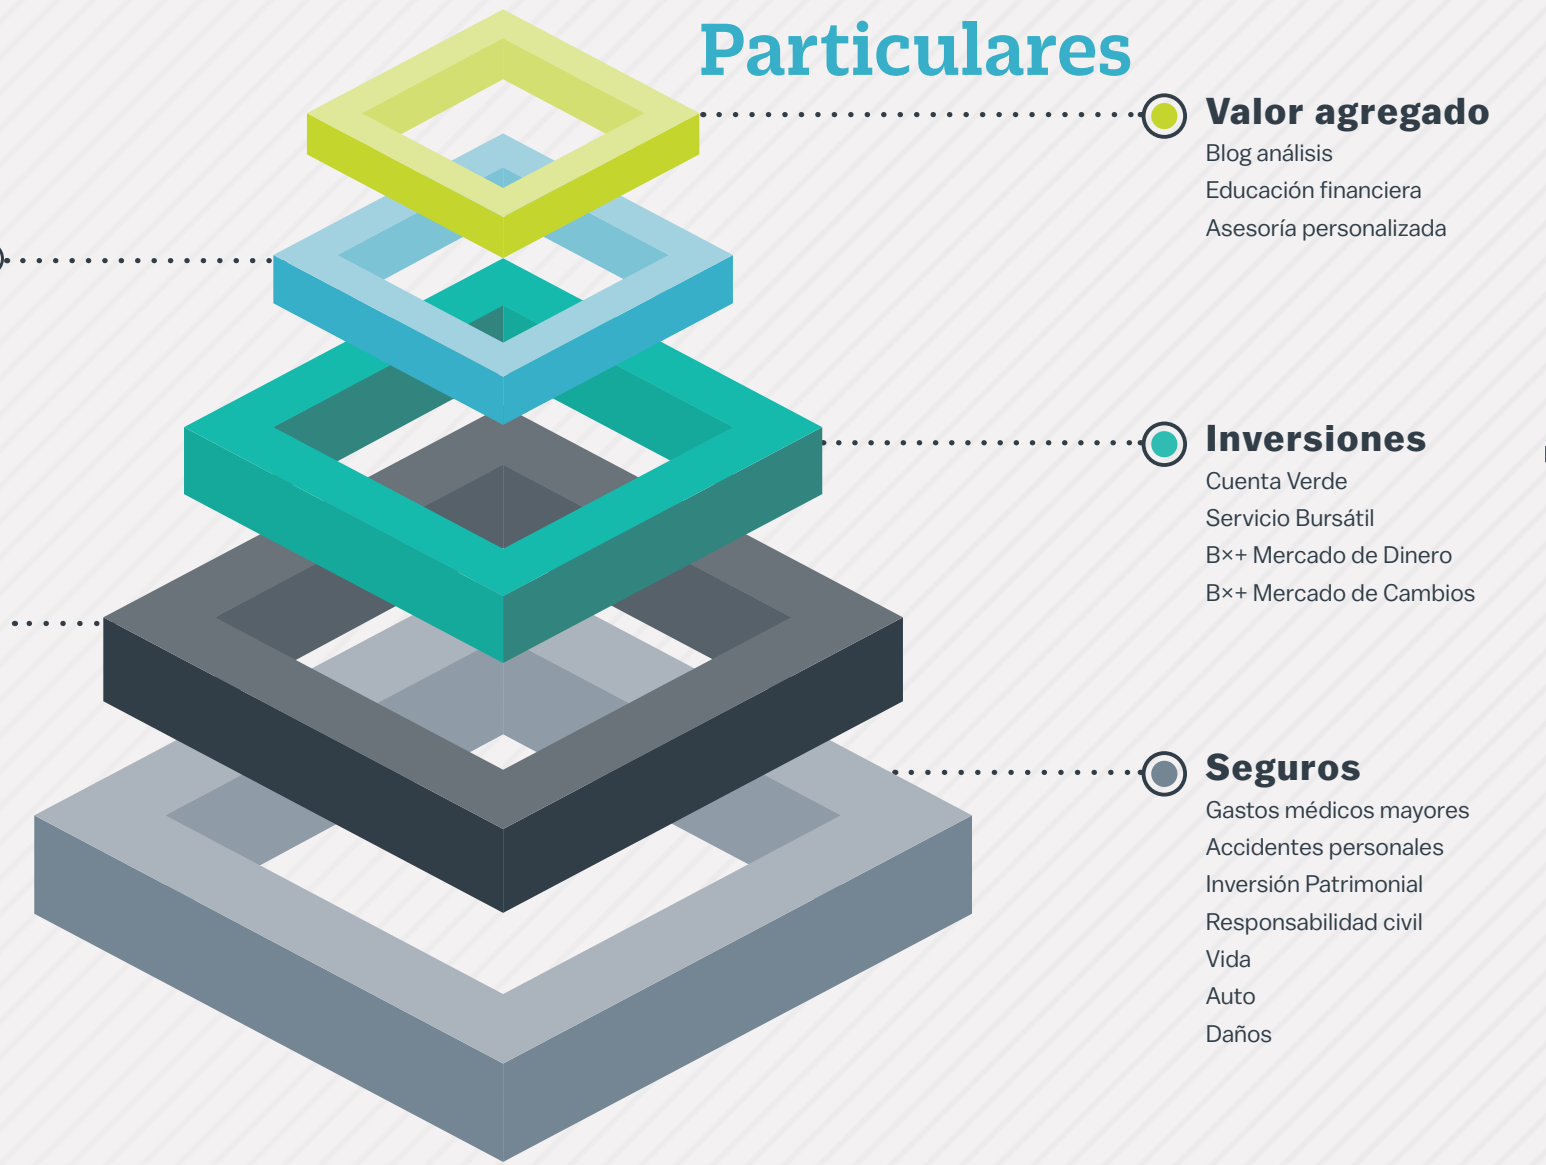 Particulares
Valor agregado
Blog análisis
Educación financiera
Asesoría personalizada
Inversiones
Cuenta Verde
Servicio Bursátil
B×+ Mercado de Dinero
B×+ Mercado de Cambios
Seguros
Gastos médicos mayores
Accidentes personales
Inversión Patrimonial
Responsabilidad civil
Vida
Auto
Daños